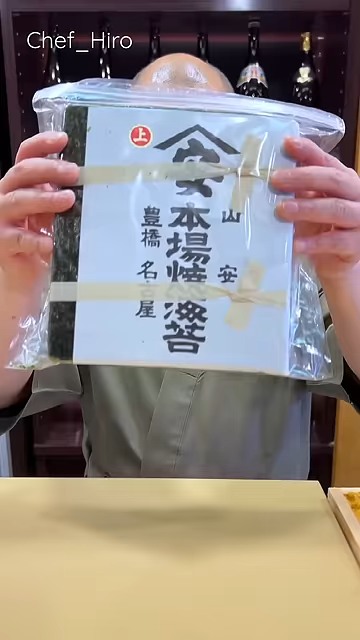 Chef_Hiro
上
安
山安
本場焼海苔
豊橋 名古屋